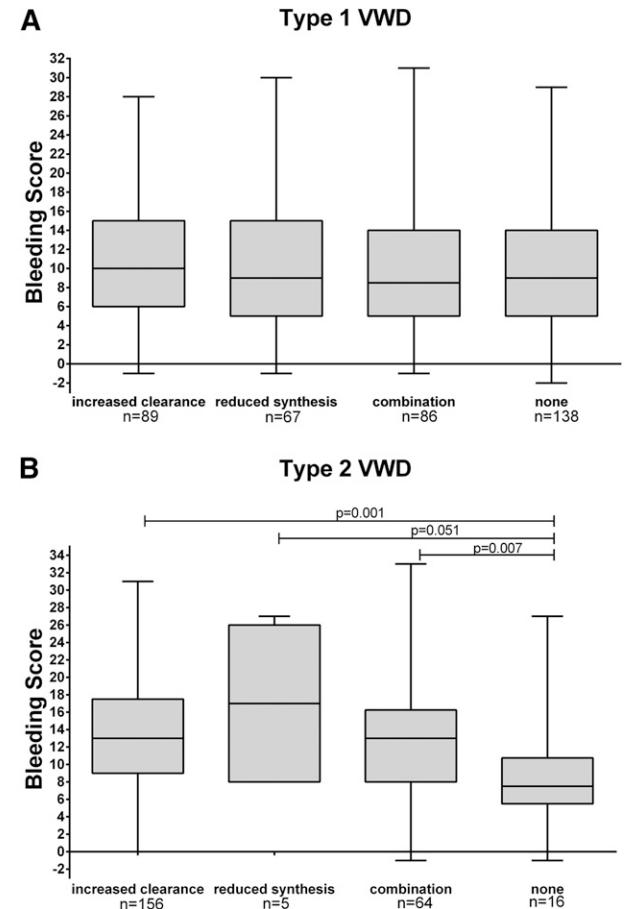 A
Type 1 VWD
Bleeding Score
32
30
28
26
24
22
20
18
16
14
12
10
8
6
4
2
0
-2
increased clearance reduced synthesis combination none
n=89 n=67 n=86 n=138
B
Type 2 VWD
p=0.001
p=0.051
p=0.007
Bleeding Score
34
32
30
28
26
24
22
20
18
16
14
12
10
8
6
4
2
0
-2
increased clearance reduced synthesis combination none
n=156 n=5 n=64 n=16